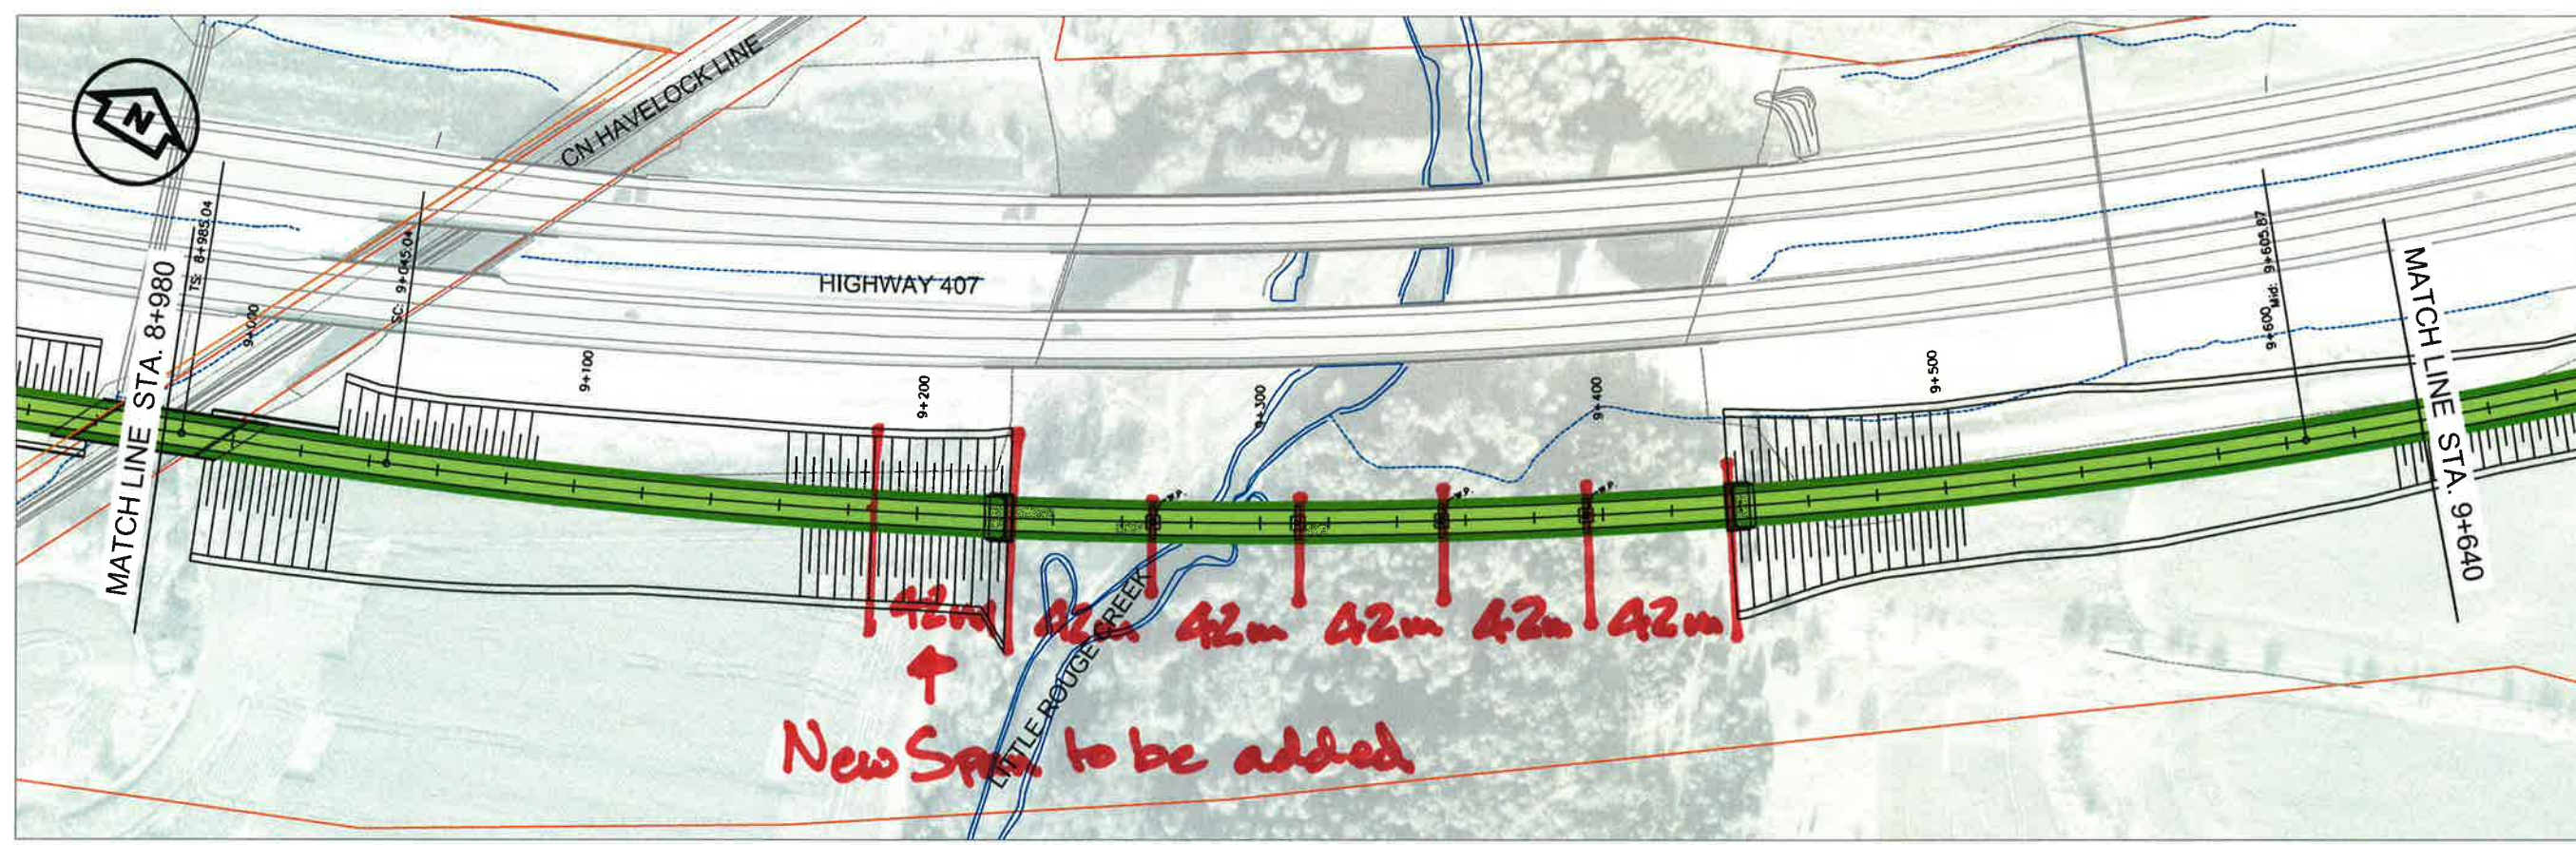 N
CN HAVELOCK LINE
HIGHWAY 407
MATCH LINE STA. 8+980
TS: 8+985.04
9+000
SC: 9+045.04
9+100
9+200
9+300
9+400
9+500
9+600
Mid: 9+605.87
MATCH LINE STA. 9+640
W.P.
W.P.
W.P.
42m
42m
42m
42m
42m
42m
LITTLE ROUGE CREEK
New Span to be added